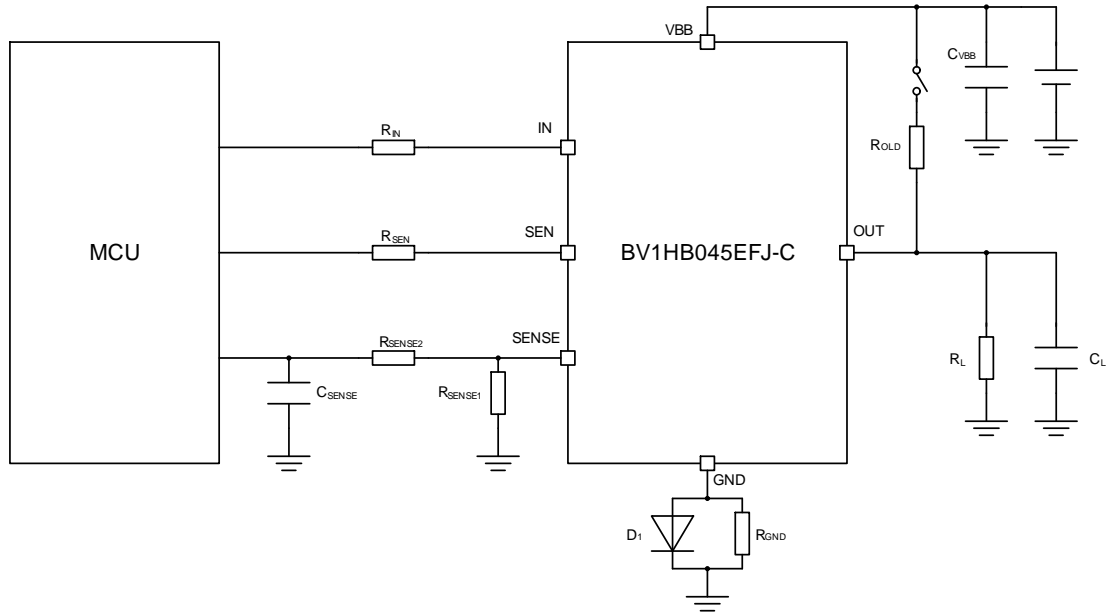 VBB
CVBB
RIN
IN
ROLD
RSEN
SEN
OUT
MCU
BV1HB045EFJ-C
RSENSE2
SENSE
CSENSE
RSENSE1
RL
CL
GND
D1
RGND